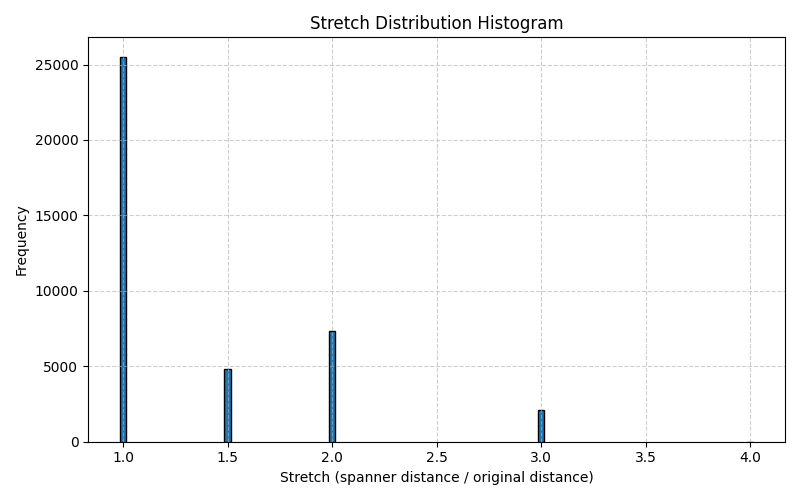 Stretch Distribution Histogram
Frequency
25000
20000
15000
10000
5000
0
1.0 1.5 2.0 2.5 3.0 3.5 4.0
Stretch (spanner distance / original distance)